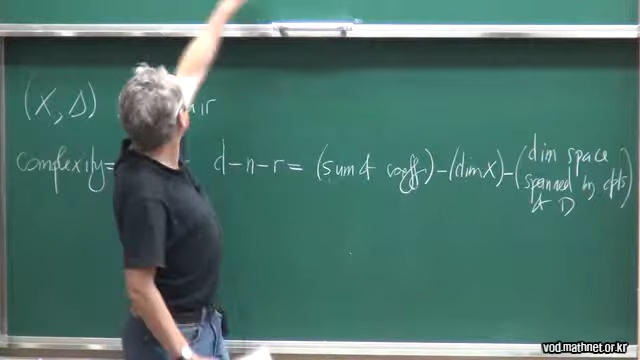 (X, Δ)
complexity = d-n-r = (sum of coeff) - (dim X) - (dim space spanned by cpts of D)
vod.mathnet.or.kr